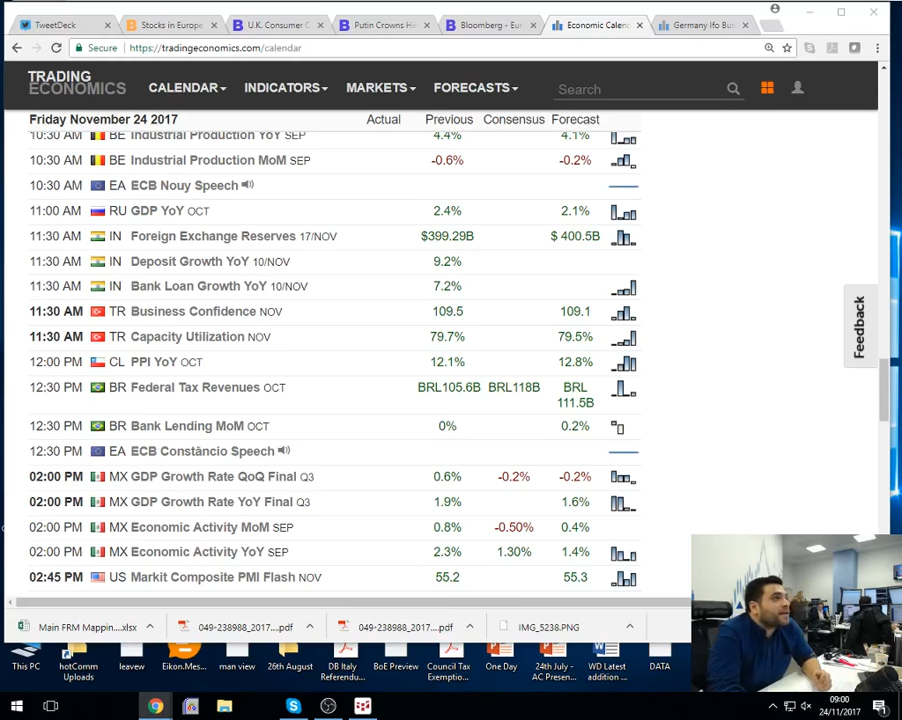 TweetDeck
Stocks in Europe
U.K. Consumer C
Putin Crowns Hi
Bloomberg - Eur
Economic Calen
Germany Ifo Bus
Secure https://tradingeconomics.com/calendar
TRADING ECONOMICS
CALENDAR INDICATORS MARKETS FORECASTS Search
Friday November 24 2017 Actual Previous Consensus Forecast
10:30 AM BE Industrial Production YoY SEP 4.4% 4.1%
10:30 AM BE Industrial Production MoM SEP -0.6% -0.2%
10:30 AM EA ECB Nouy Speech
11:00 AM RU GDP YoY OCT 2.4% 2.1%
11:30 AM IN Foreign Exchange Reserves 17/NOV $399.29B $ 400.5B
11:30 AM IN Deposit Growth YoY 10/NOV 9.2%
11:30 AM IN Bank Loan Growth YoY 10/NOV 7.2%
11:30 AM TR Business Confidence NOV 109.5 109.1
11:30 AM TR Capacity Utilization NOV 79.7% 79.5%
12:00 PM CL PPI YoY OCT 12.1% 12.8%
12:30 PM BR Federal Tax Revenues OCT BRL105.6B BRL118B BRL 111.5B
12:30 PM BR Bank Lending MoM OCT 0% 0.2%
12:30 PM EA ECB Constâncio Speech
02:00 PM MX GDP Growth Rate QoQ Final Q3 0.6% -0.2% -0.2%
02:00 PM MX GDP Growth Rate YoY Final Q3 1.9% 1.6%
02:00 PM MX Economic Activity MoM SEP 0.8% -0.50% 0.4%
02:00 PM MX Economic Activity YoY SEP 2.3% 1.30% 1.4%
02:45 PM US Markit Composite PMI Flash NOV 55.2 55.3
Feedback
Main FRM Mappin....xlsx
049-238988_2017....pdf
049-238988_2017....pdf
IMG_5238.PNG
This PC
hotComm Uploads
leavew
Eikon.Mes...
man view
26th August
DB Italy Referendu...
BoE Preview
Council Tax Exemptio...
One Day
24th July - AC Presen...
WD Latest addition ...
DATA
09:00
24/11/2017